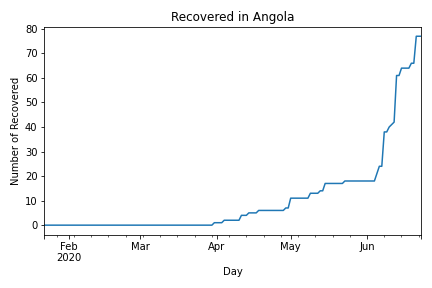 Recovered in Angola
Number of Recovered
80
70
60
50
40
30
20
10
0
Feb
2020
Mar
Apr
May
Jun
Day